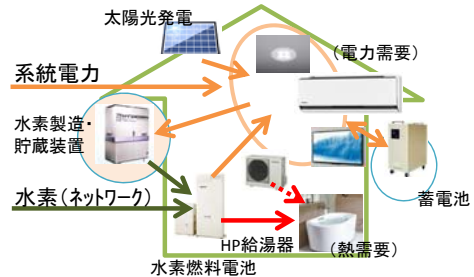 太陽光発電
(電力需要)
系統電力
水素製造・
貯蔵装置
水素(ネットワーク)
蓄電池
HP給湯器
(熱需要)
水素燃料電池